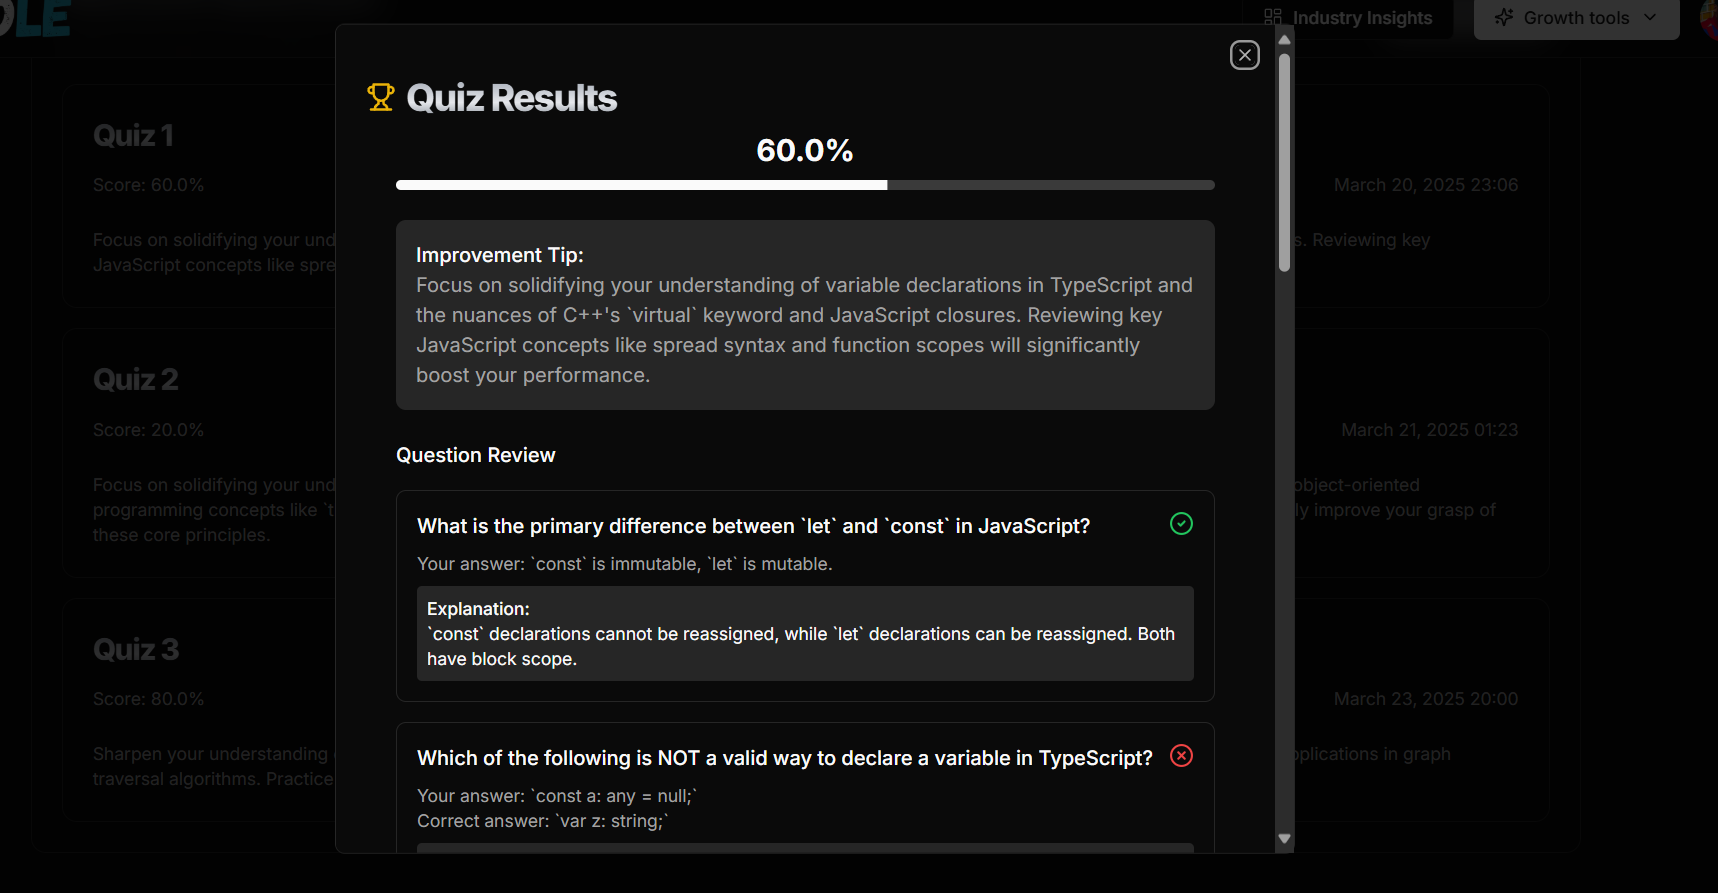 OLE
Industry Insights
Growth tools
Quiz Results
60.0%
Improvement Tip:
Focus on solidifying your understanding of variable declarations in TypeScript and
the nuances of C++'s `virtual` keyword and JavaScript closures. Reviewing key
JavaScript concepts like spread syntax and function scopes will significantly
boost your performance.
Question Review
What is the primary difference between `let` and `const` in JavaScript?
Your answer: `const` is immutable, `let` is mutable.
Explanation:
`const` declarations cannot be reassigned, while `let` declarations can be reassigned. Both
have block scope.
Which of the following is NOT a valid way to declare a variable in TypeScript?
Your answer: `const a: any = null;`
Correct answer: `var z: string;`
Quiz 1
Score: 60.0%
March 20, 2025 23:06
Focus on solidifying your und
s. Reviewing key
JavaScript concepts like spre
Quiz 2
Score: 20.0%
March 21, 2025 01:23
Focus on solidifying your und
object-oriented
programming concepts like `t
ly improve your grasp of
these core principles.
Quiz 3
Score: 80.0%
March 23, 2025 20:00
Sharpen your understanding
pplications in graph
traversal algorithms. Practice